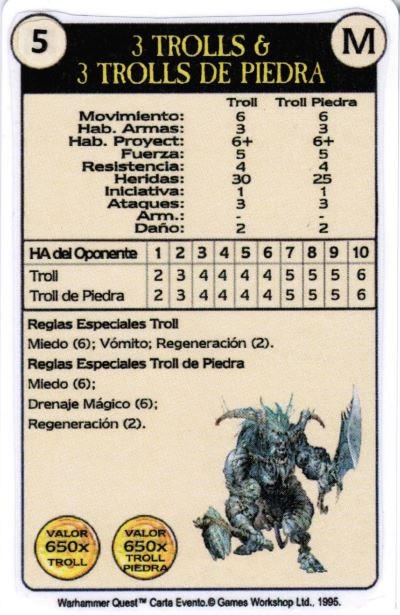 5
M
3 TROLLS &
3 TROLLS DE PIEDRA
Troll Troll Piedra
Movimiento: 6 6
Hab. Armas: 3 3
Hab. Proyect: 6+ 6+
Fuerza: 5 5
Resistencia: 4 4
Heridas: 30 25
Iniciativa: 1 1
Ataques: 3 3
Arm.: - -
Daño: 2 2
HA del Oponente 1 2 3 4 5 6 7 8 9 10
Troll 2 3 4 4 4 4 5 5 5 6
Troll de Piedra 2 3 4 4 4 4 5 5 5 6
Reglas Especiales Troll
Miedo (6); Vómito; Regeneración (2).
Reglas Especiales Troll de Piedra
Miedo (6);
Drenaje Mágico (6);
Regeneración (2).
VALOR
650x
TROLL
VALOR
650x
TROLL
PIEDRA
Warhammer Quest™ Carta Evento.© Games Workshop Ltd., 1995.